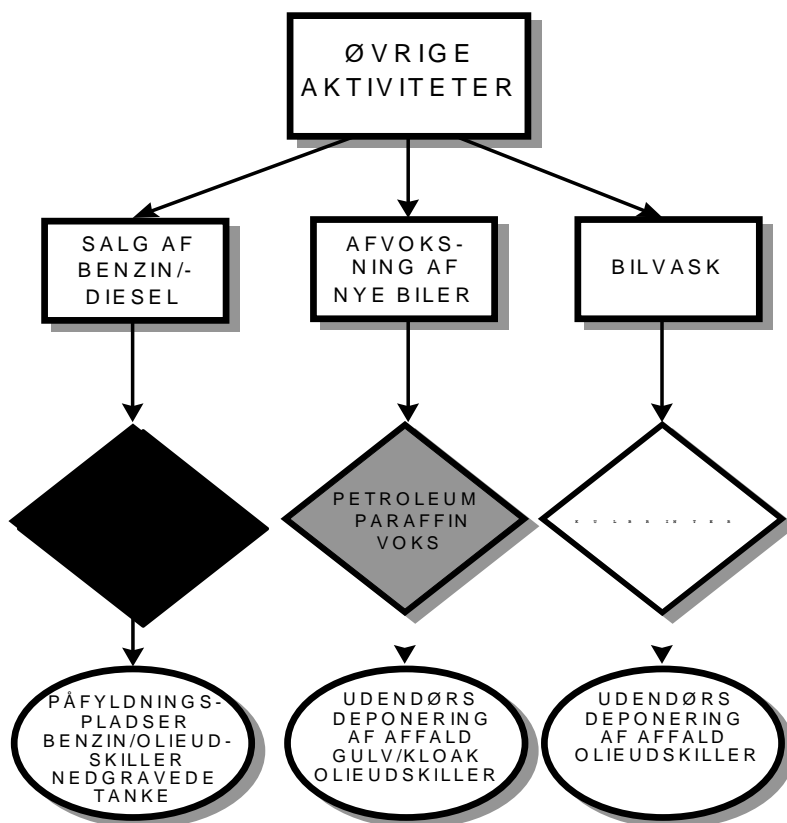 ØVRIGE
AKTIVITETER
SALG AF
BENZIN/-
DIESEL
AFVOKS-
NING AF
NYE BILER
BILVASK
PETROLEUM
PARAFFIN
VOKS
PÅFYLDNINGS-
PLADSER
BENZIN/OLIEUD-
SKILLER
NEDGRAVEDE
TANKE
UDENDØRS
DEPONERING
AF AFFALD
GULV/KLOAK
OLIEUDSKILLER
UDENDØRS
DEPONERING
AF AFFALD
OLIEUDSKILLER